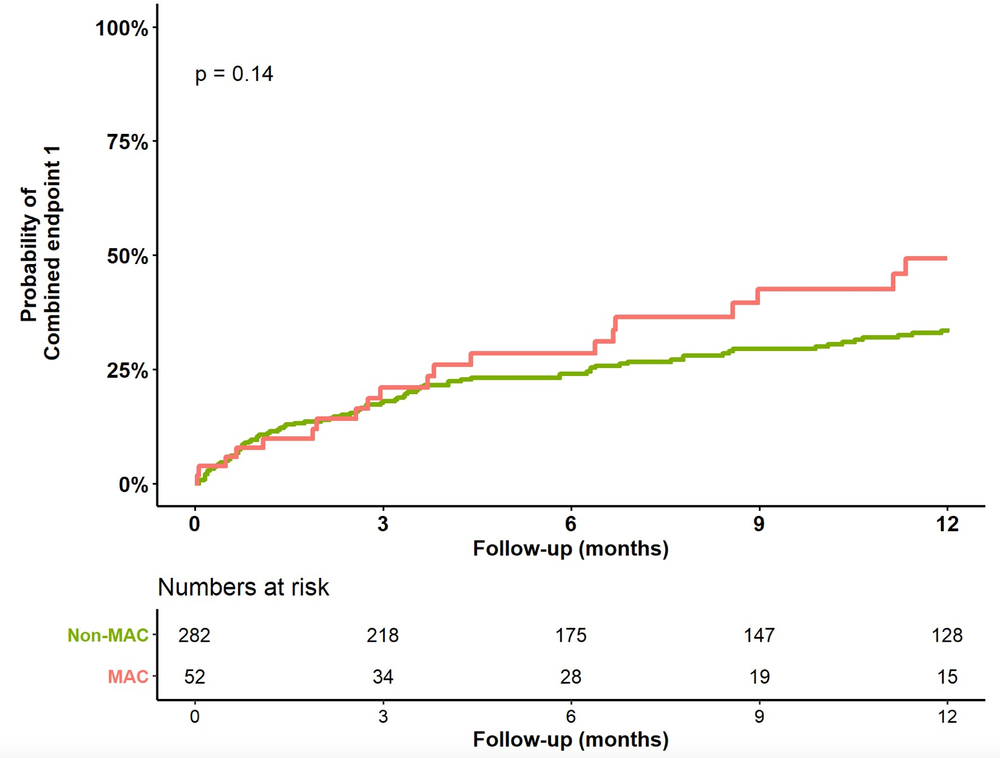 100%
p = 0.14
75%
Probability of
Combined endpoint 1
50%
25%
0%
0 3 6 9 12
Follow-up (months)
Numbers at risk
Non-MAC 282 218 175 147 128
MAC 52 34 28 19 15
0 3 6 9 12
Follow-up (months)